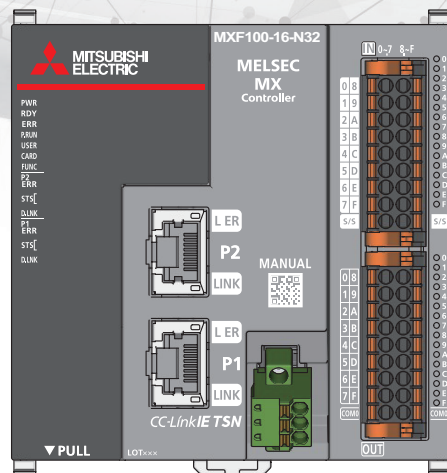 MITSUBISHI
ELECTRIC
MXF100-16-N32
MELSEC
MX
Controller
PWR
RDY
ERR
P.RUN
USER
CARD
FUNC
P2
ERR
STS[
D.LINK
P1
ERR
STS[
D.LINK
L ER
P2
LINK
L ER
P1
LINK
MANUAL
CC-Link IE TSN
▼PULL
LOT×××
IN 0~7 8~F
0 8
1 9
2 A
3 B
4 C
5 D
6 E
7 F
S/S
S/S
0 8
1 9
2 A
3 B
4 C
5 D
6 E
7 F
COM0
COM0
OUT